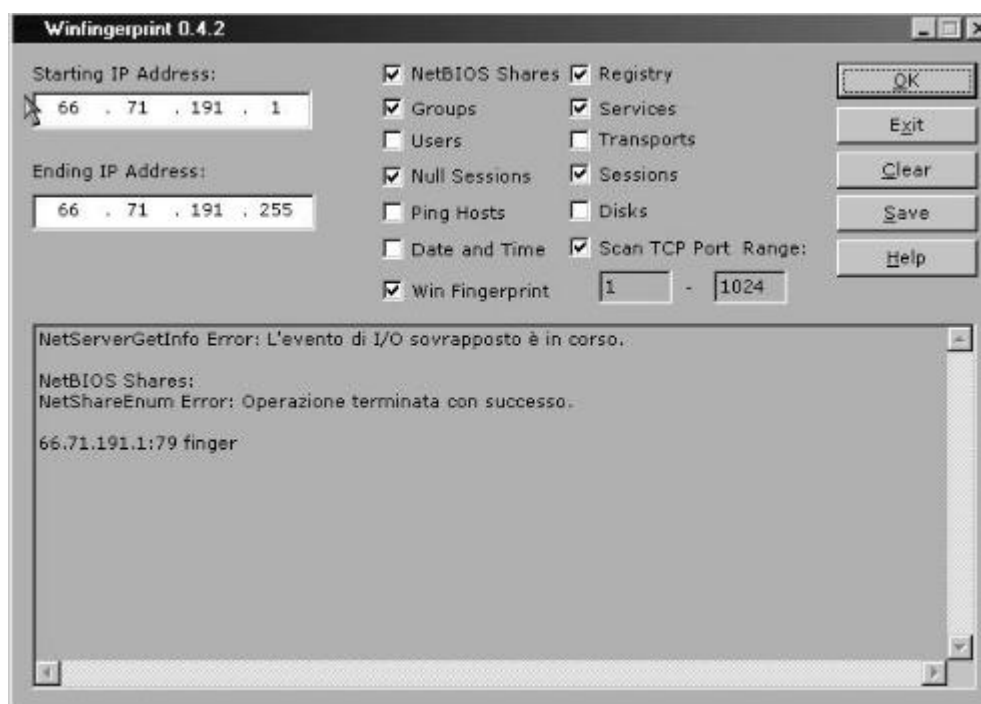 Winfingerprint 0.4.2
Starting IP Address:
66 . 71 . 191 . 1
Ending IP Address:
66 . 71 . 191 . 255
NetBIOS Shares
Groups
Users
Null Sessions
Ping Hosts
Date and Time
Win Fingerprint
Registry
Services
Transports
Sessions
Disks
Scan TCP Port Range:
1 - 1024
OK
Exit
Clear
Save
Help
NetServerGetInfo Error: L'evento di I/O sovrapposto è in corso.
NetBIOS Shares:
NetShareEnum Error: Operazione terminata con successo.
66.71.191.1:79 finger